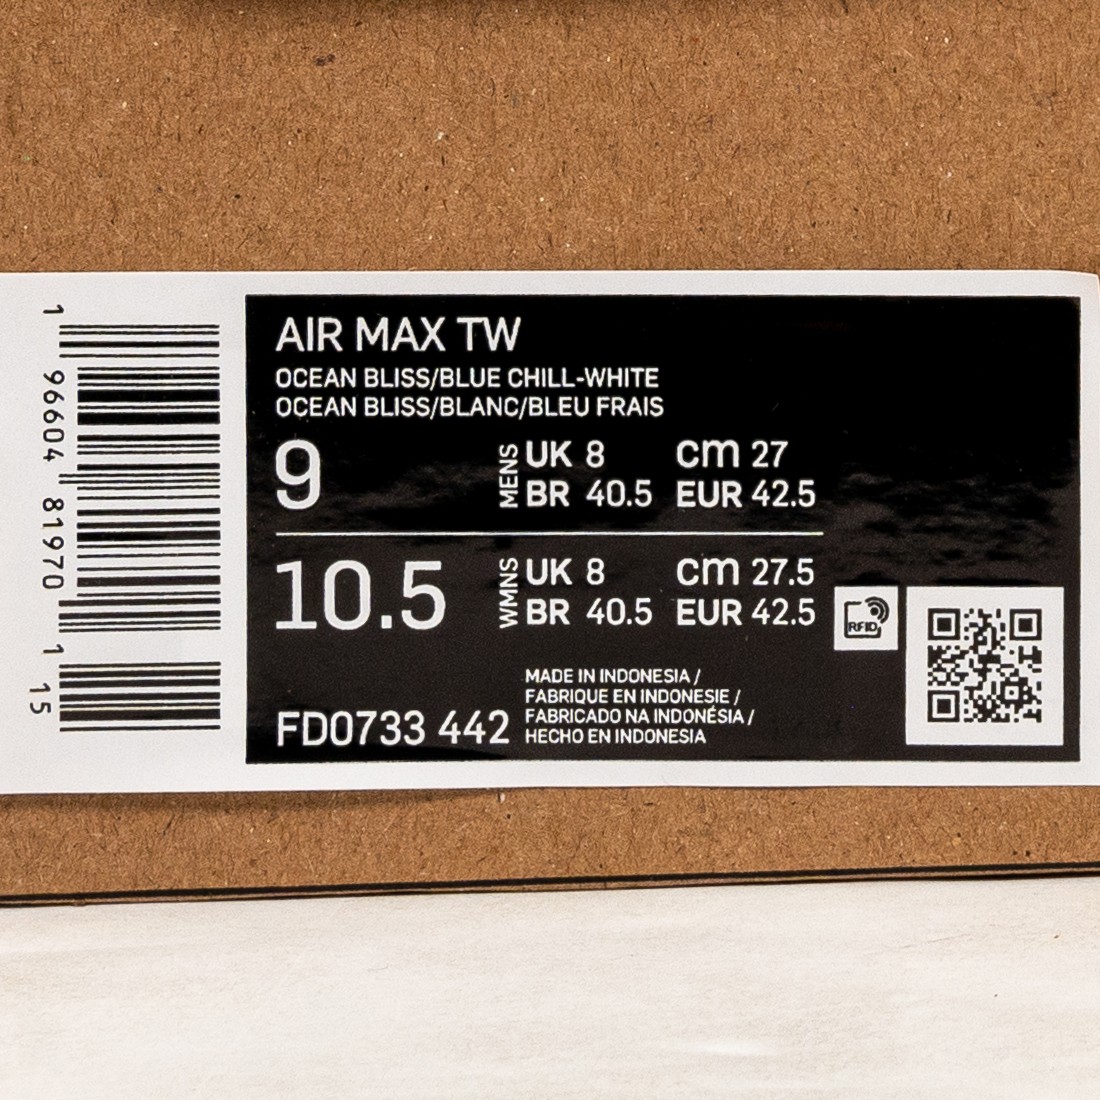 1 96604 81970 1 15
AIR MAX TW
OCEAN BLISS/BLUE CHILL-WHITE
OCEAN BLISS/BLANC/BLEU FRAIS
9 MENS UK 8 cm 27
BR 40.5 EUR 42.5
10.5 WMNS UK 8 cm 27.5
BR 40.5 EUR 42.5
RFID
MADE IN INDONESIA /
FABRIQUE EN INDONESIE /
FABRICADO NA INDONÉSIA /
HECHO EN INDONESIA
FD0733 442